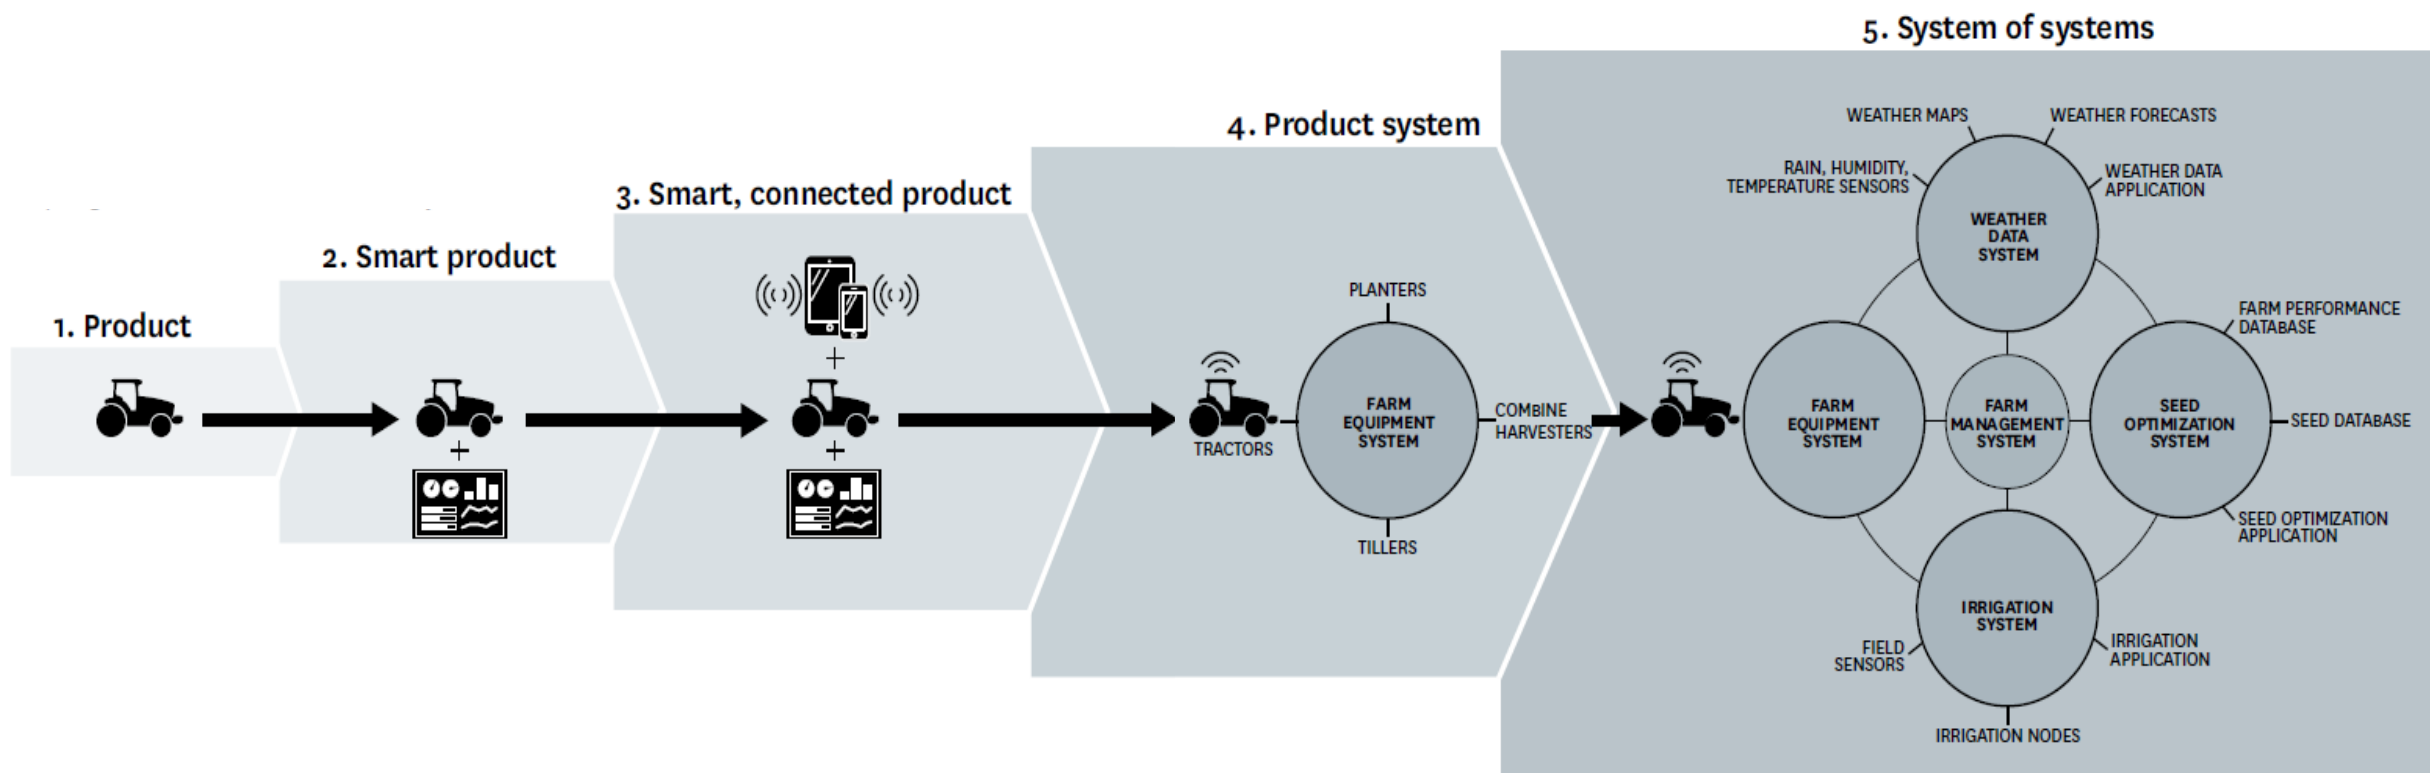 1. Product
2. Smart product
3. Smart, connected product
4. Product system
PLANTERS
TRACTORS
FARM
EQUIPMENT
SYSTEM
COMBINE
HARVESTERS
TILLERS
5. System of systems
WEATHER MAPS
WEATHER FORECASTS
RAIN, HUMIDITY,
TEMPERATURE SENSORS
WEATHER DATA
APPLICATION
WEATHER
DATA
SYSTEM
FARM PERFORMANCE
DATABASE
FARM
EQUIPMENT
SYSTEM
FARM
MANAGEMENT
SYSTEM
SEED
OPTIMIZATION
SYSTEM
SEED DATABASE
SEED OPTIMIZATION
APPLICATION
IRRIGATION
SYSTEM
FIELD
SENSORS
IRRIGATION
APPLICATION
IRRIGATION NODES